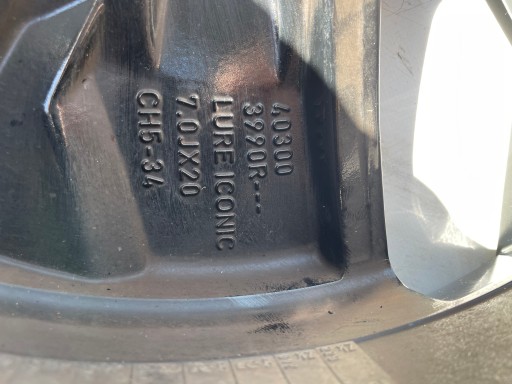 40300
3990R---
LURE ICONIC
7.0JX20
CH5-34